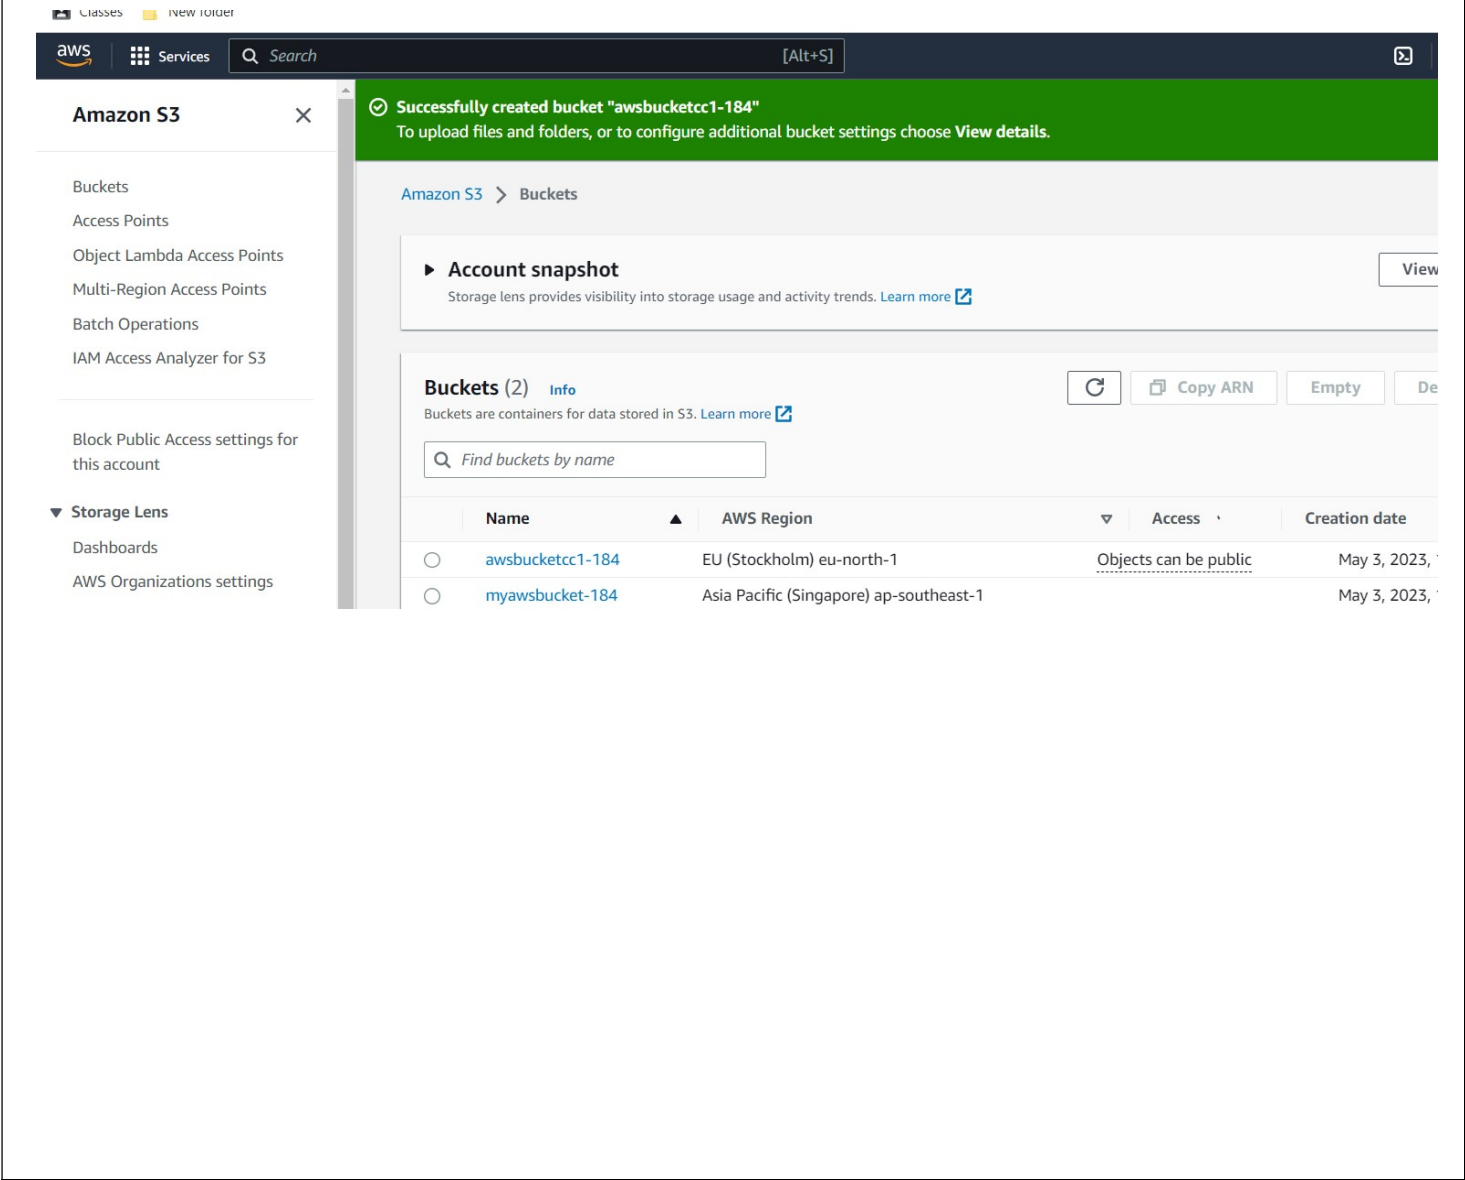 Classes New folder
aws Services Search [Alt+S]
Amazon S3
Successfully created bucket "awsbucketcc1-184"
To upload files and folders, or to configure additional bucket settings choose View details.
Buckets
Access Points
Object Lambda Access Points
Multi-Region Access Points
Batch Operations
IAM Access Analyzer for S3
Block Public Access settings for
this account
Storage Lens
Dashboards
AWS Organizations settings
Amazon S3 > Buckets
Account snapshot
View
Storage lens provides visibility into storage usage and activity trends. Learn more
Buckets (2) Info
Copy ARN Empty De
Buckets are containers for data stored in S3. Learn more
Find buckets by name
Name AWS Region Access Creation date
awsbucketcc1-184 EU (Stockholm) eu-north-1 Objects can be public May 3, 2023,
myawsbucket-184 Asia Pacific (Singapore) ap-southeast-1 May 3, 2023,